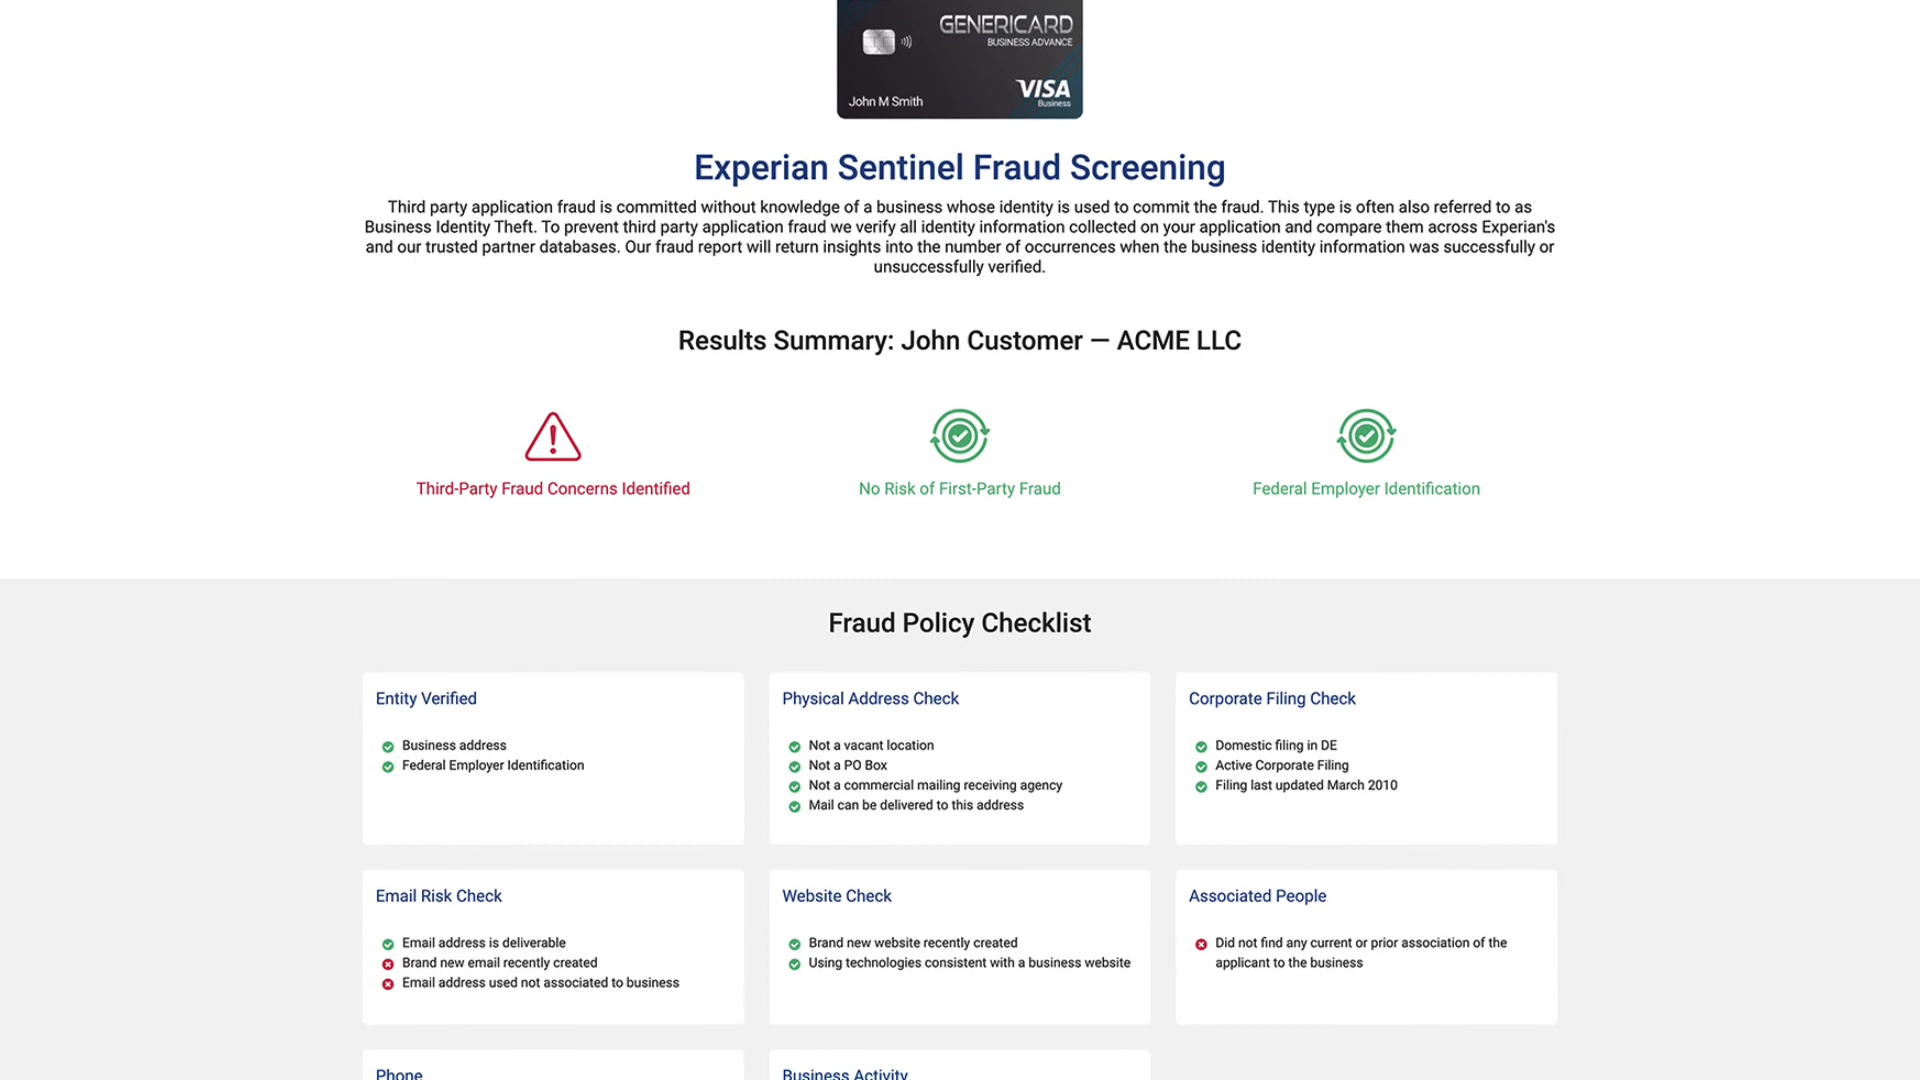 GENERICARD
BUSINESS ADVANCE
VISA
Business
John M Smith
Experian Sentinel Fraud Screening
Third party application fraud is committed without knowledge of a business whose identity is used to commit the fraud. This type is often also referred to as
Business Identity Theft. To prevent third party application fraud we verify all identity information collected on your application and compare them across Experian's
and our trusted partner databases. Our fraud report will return insights into the number of occurrences when the business identity information was successfully or
unsuccessfully verified.
Results Summary: John Customer — ACME LLC
Third-Party Fraud Concerns Identified
No Risk of First-Party Fraud
Federal Employer Identification
Fraud Policy Checklist
Entity Verified
Business address
Federal Employer Identification
Physical Address Check
Not a vacant location
Not a PO Box
Not a commercial mailing receiving agency
Mail can be delivered to this address
Corporate Filing Check
Domestic filing in DE
Active Corporate Filing
Filing last updated March 2010
Email Risk Check
Email address is deliverable
Brand new email recently created
Email address used not associated to business
Website Check
Brand new website recently created
Using technologies consistent with a business website
Associated People
Did not find any current or prior association of the
applicant to the business
Phone
Business Activity